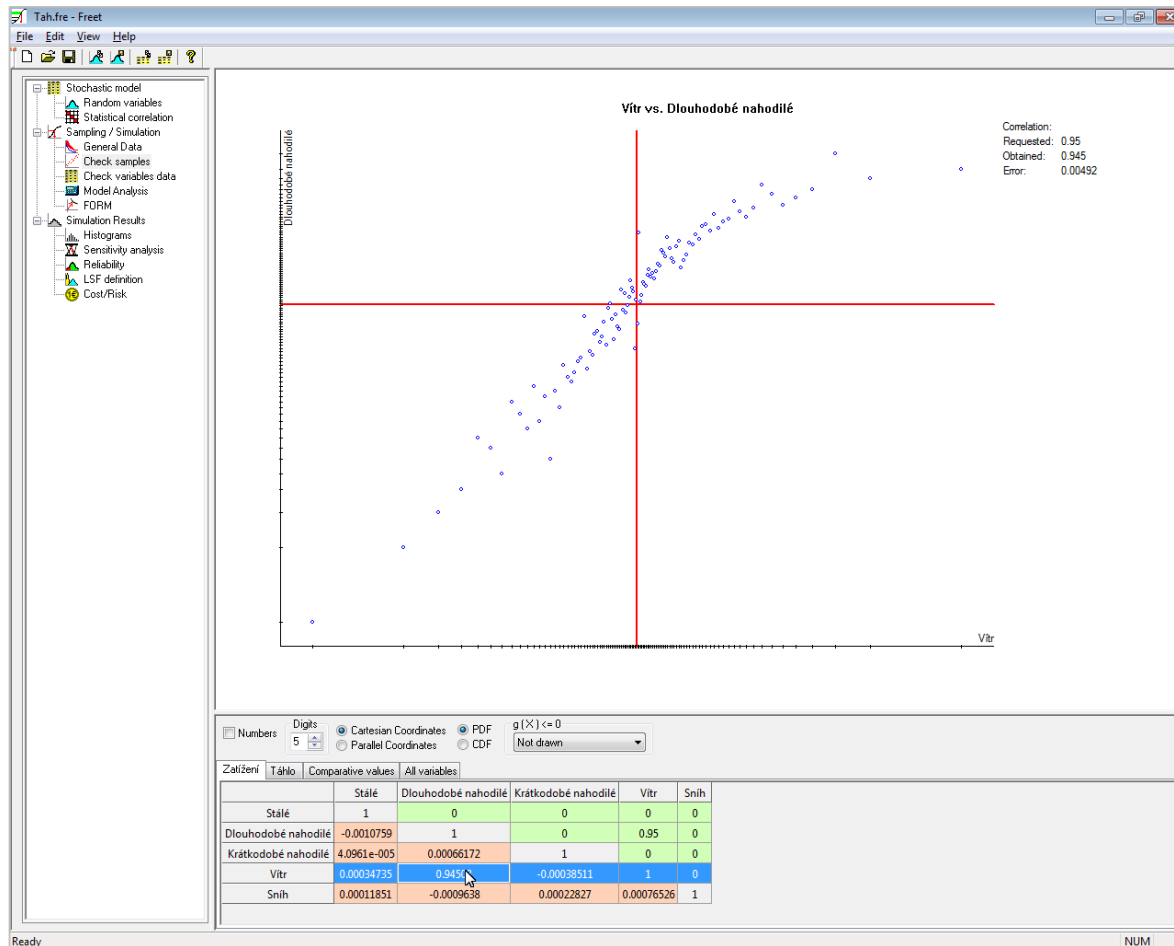 Tah.fre - Freet
File Edit View Help
Stochastic model
Random variables
Statistical correlation
Sampling / Simulation
General Data
Check samples
Check variables data
Model Analysis
FORM
Simulation Results
Histograms
Sensitivity analysis
Reliability
LSF definition
Cost/Risk
Vítr vs. Dlouhodobé nahodilé
Dlouhodobé nahodilé
Correlation:
Requested: 0.95
Obtained: 0.945
Error: 0.00492
Vítr
Numbers
Digits
5
Cartesian Coordinates
Parallel Coordinates
PDF
CDF
g(X)<=0
Not drawn
Zatížení Táhlo Comparative values All variables
Stálé Dlouhodobé nahodilé Krátkodobé nahodilé Vítr Sníh
Stálé 1 0 0 0 0
Dlouhodobé nahodilé -0.0010759 1 0 0.95 0
Krátkodobé nahodilé 4.0961e-005 0.00066172 1 0 0
Vítr 0.00034735 -0.00038511 1 0
Sníh 0.00011851 -0.0009638 0.00022827 0.00076526 1
Ready NUM